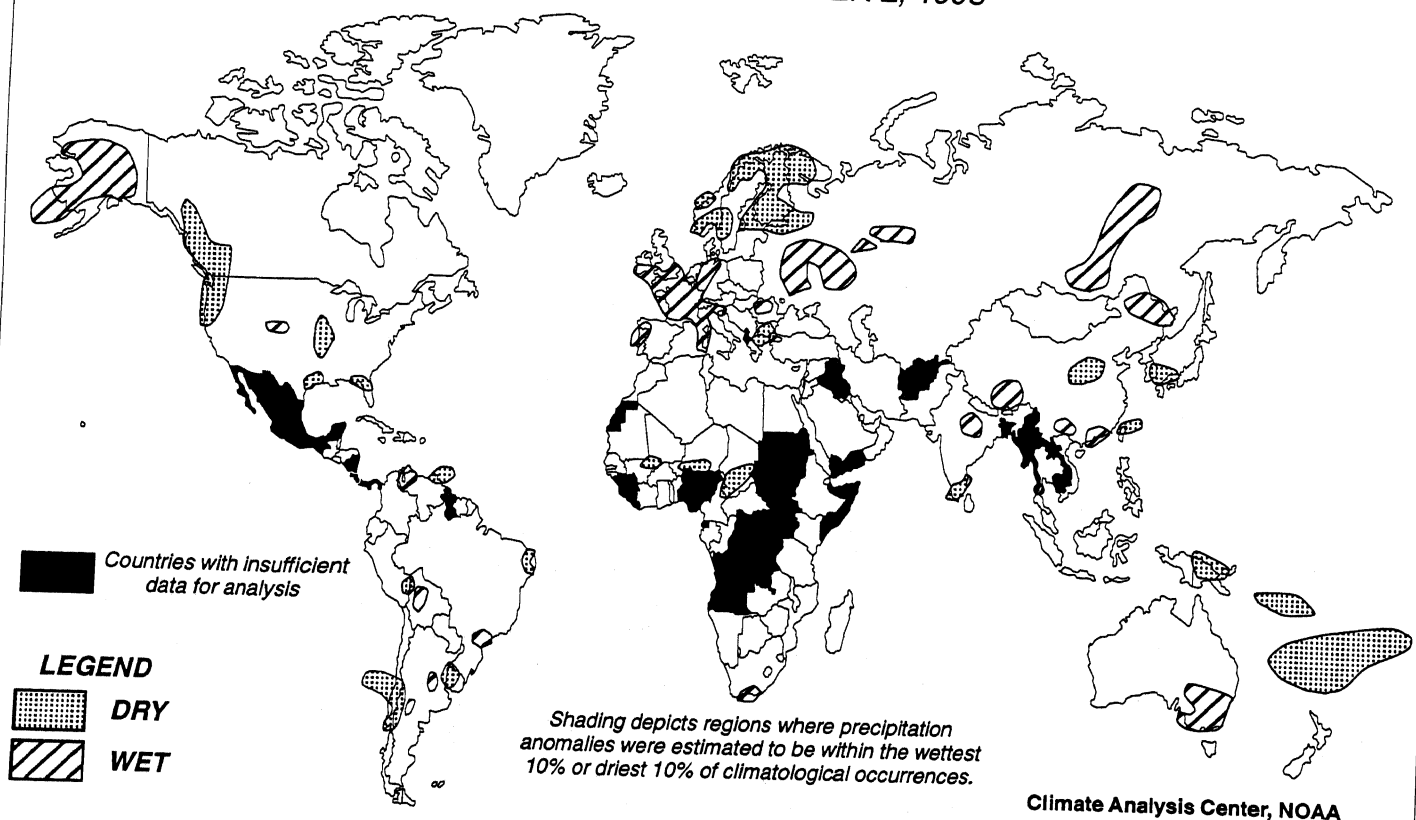 Countries with insufficient
data for analysis
LEGEND
DRY
WET
Shading depicts regions where precipitation
anomalies were estimated to be within the wettest
10% or driest 10% of climatological occurrences.
Climate Analysis Center, NOAA